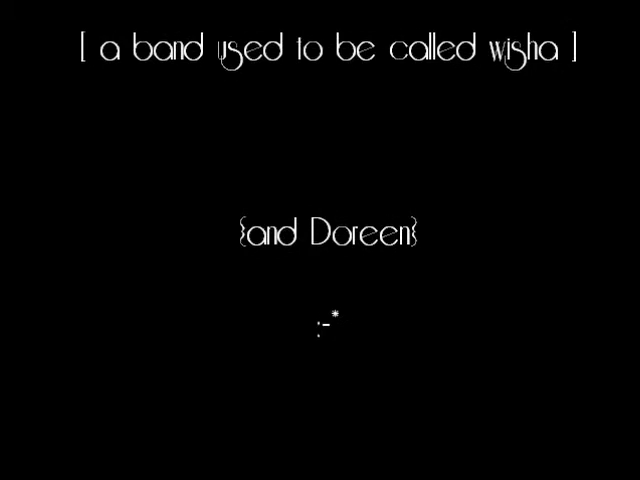 [ a band used to be called wisha ]
{and Doreen}
:-*